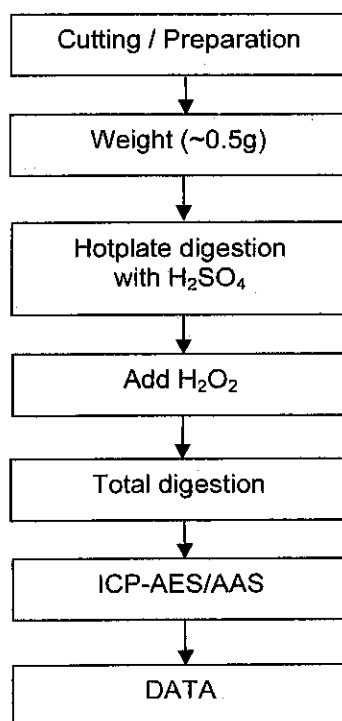 Cutting / Preparation
Weight (~0.5g)
Hotplate digestion
with H₂SO₄
Add H₂O₂
Total digestion
ICP-AES/AAS
DATA